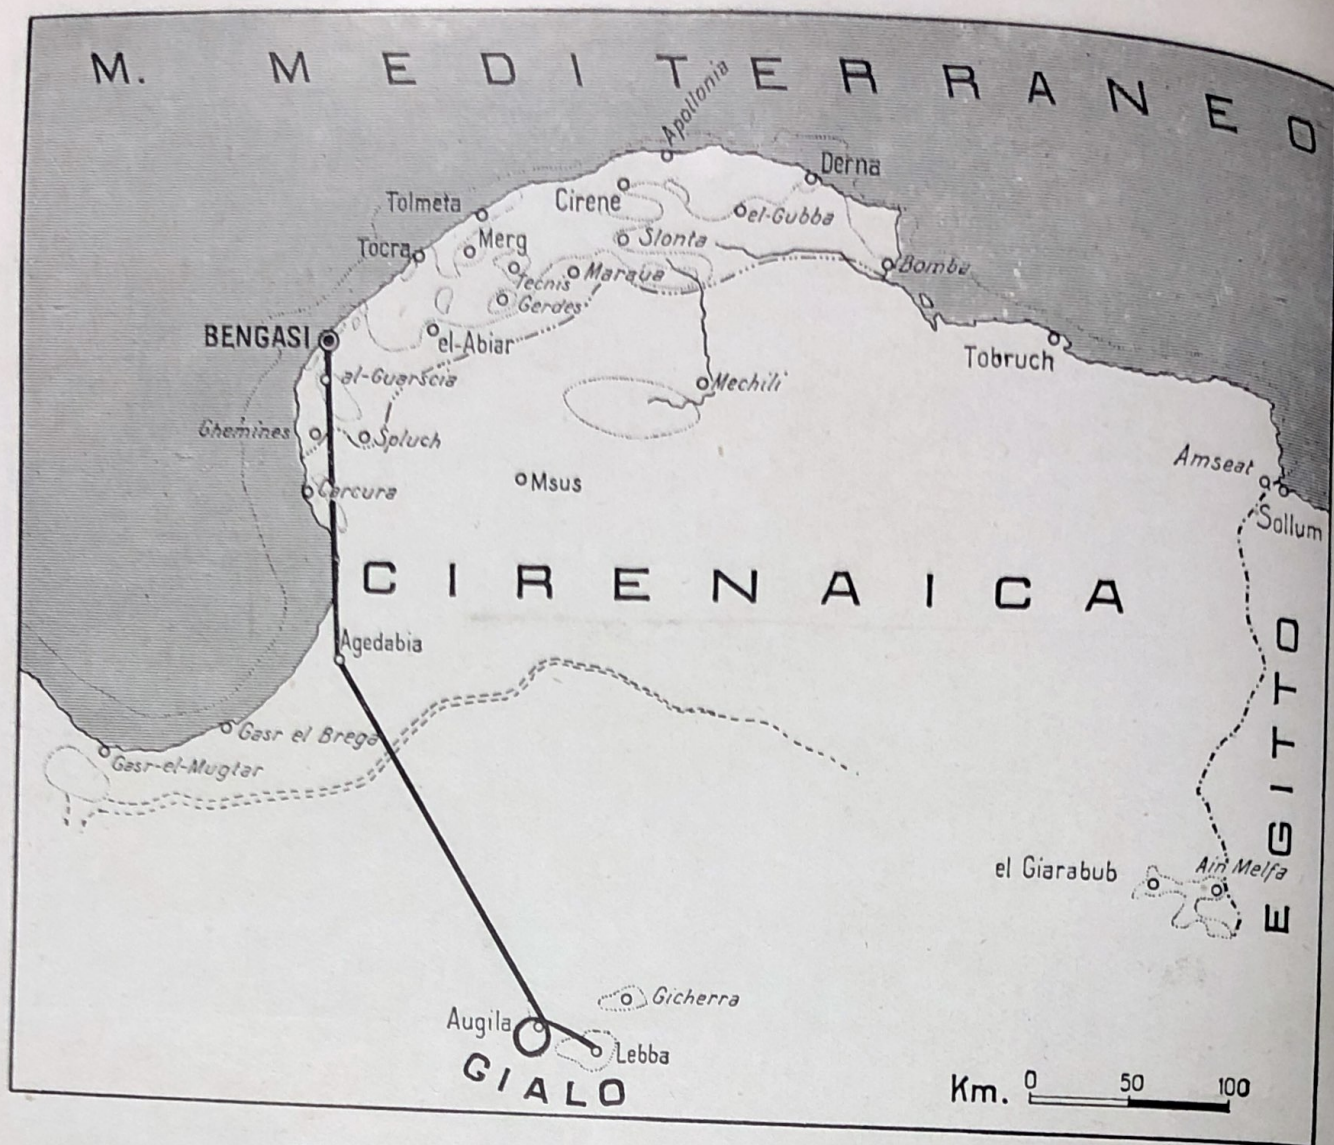 M. MEDITERRANEO
Apollonia
Derna
Cirene
el-Gubba
Tolmeta
Slonta
Merg
Tocra
Bomba
Tecnis
Maraua
Gerdes
BENGASI
el-Abiar
Tobruch
al-Guarscia
Mechili
Ghemines
Soluch
Amseat
Msus
Carcura
Sollum
CIRENAICA
EGITTO
Agedabia
Gasr el Brega
Gasr-el-Mugtar
el Giarabub
Ain Melfa
Gicherra
Augila
Lebba
GIALO
Km. 0 50 100